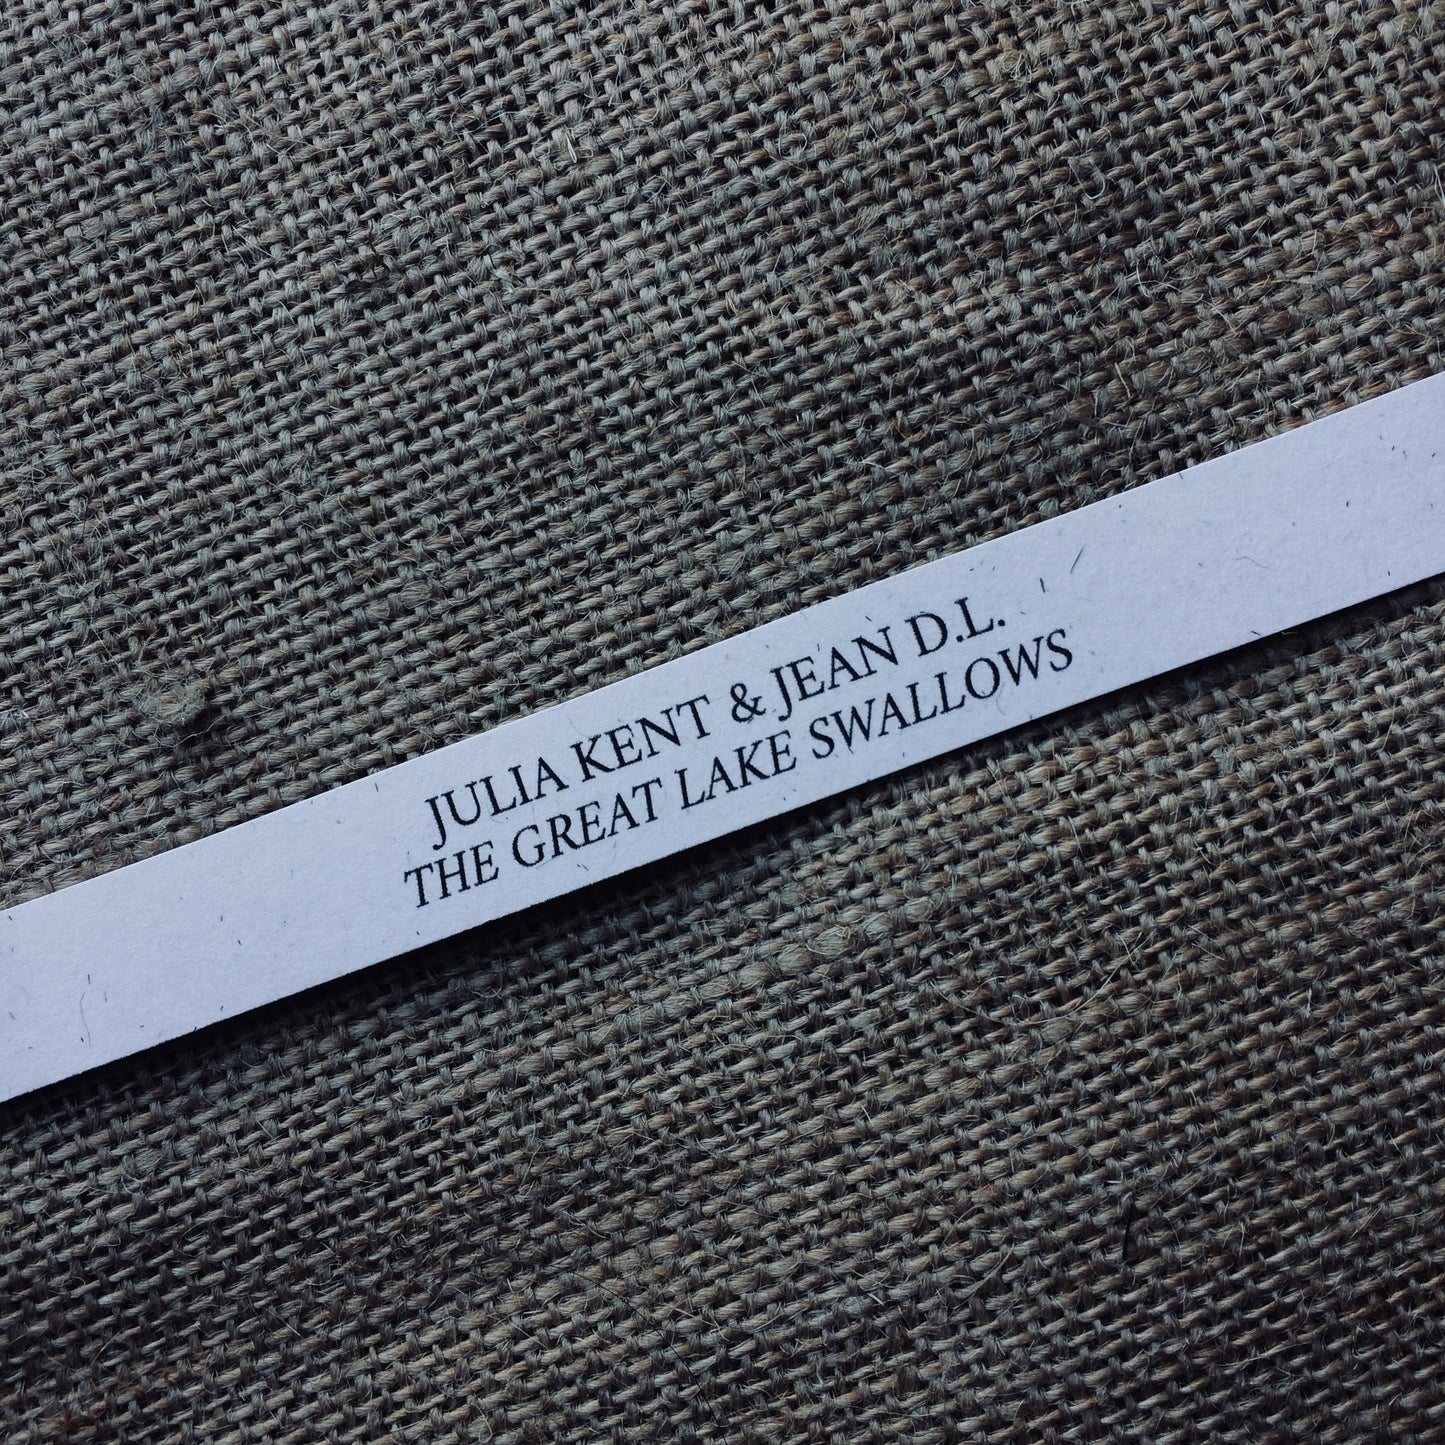 JULIA KENT & JEAN D.L.
THE GREAT LAKE SWALLOWS